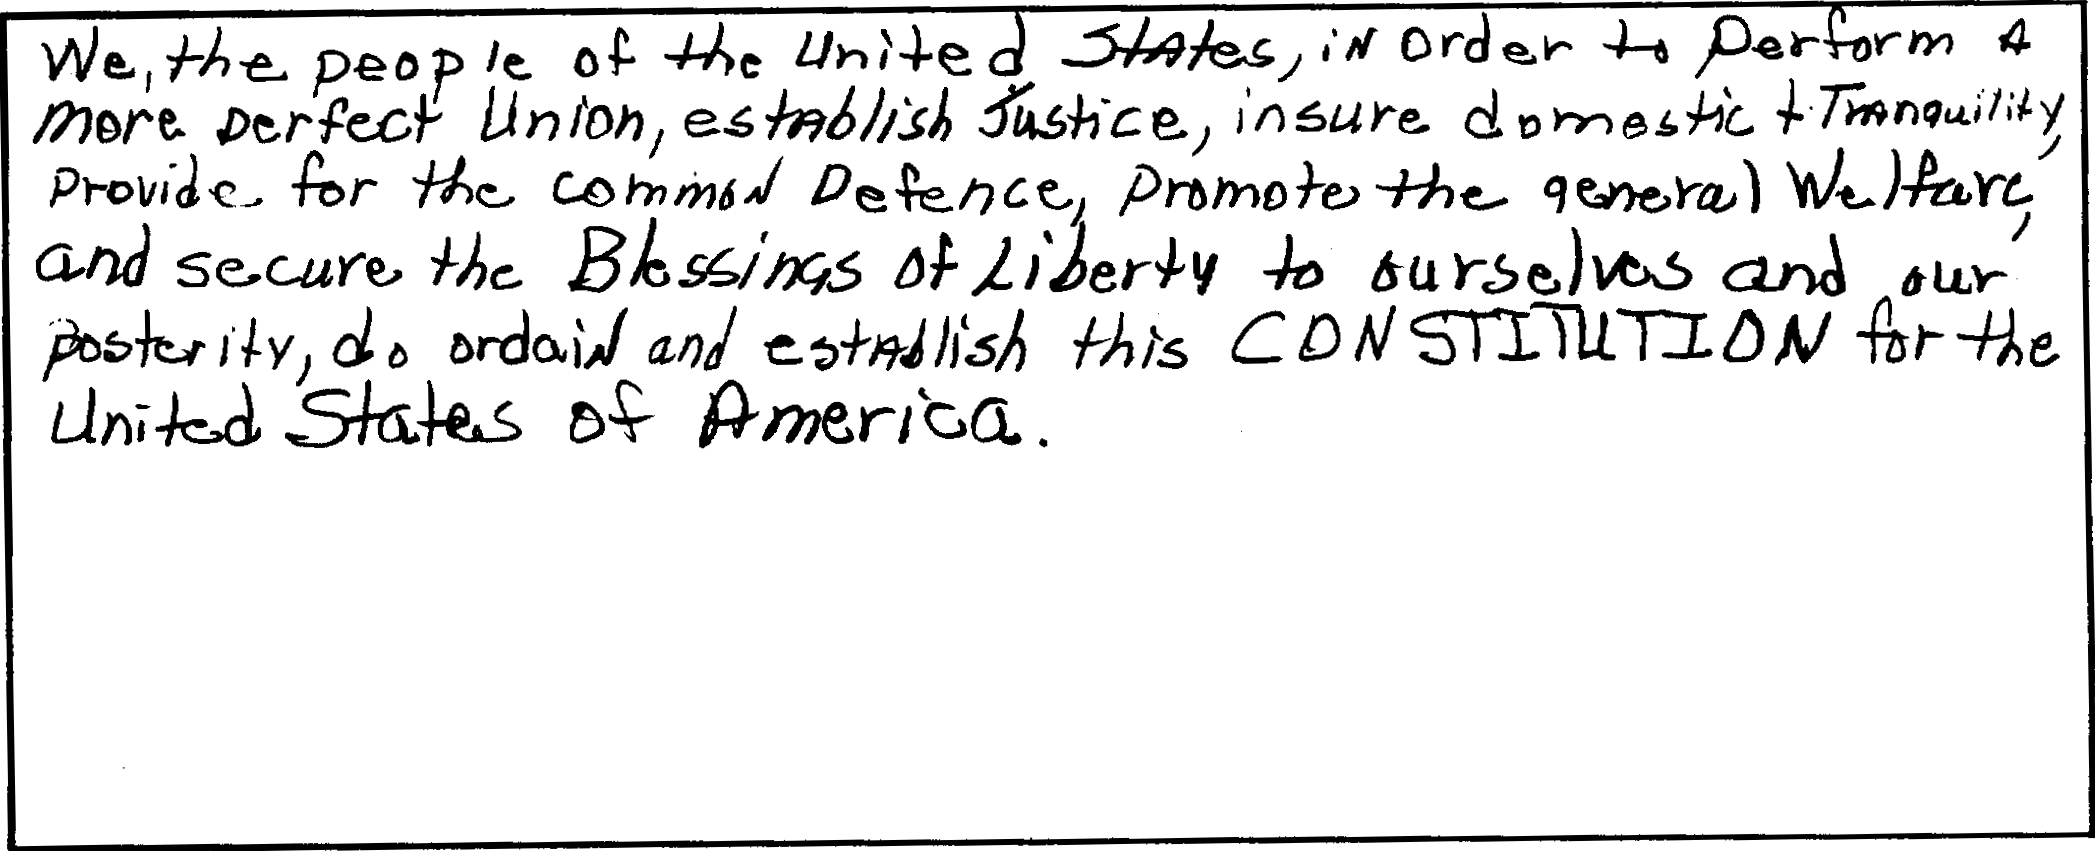 We, the people of the United States, in order to perform A
more perfect Union, establish Justice, insure domestic + Tranquility,
provide for the common Defence, promote the general Welfare,
and secure the Blessings of Liberty to ourselves and our
posterity, do ordain and establish this CONSTITUTION for the
United States of America.